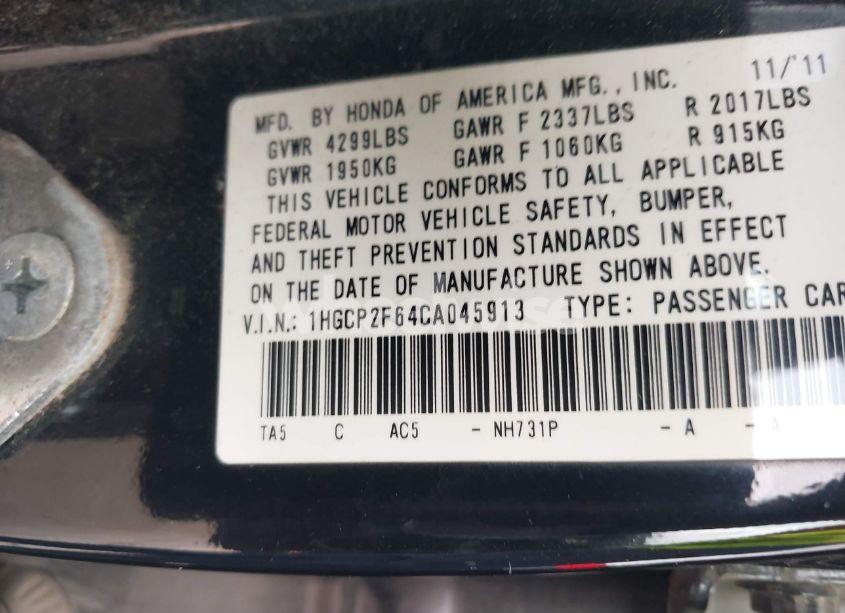 MFD. BY HONDA OF AMERICA MFG., INC. 11/'11
GVWR 4299LBS GAWR F 2337LBS R 2017LBS
GVWR 1950KG GAWR F 1060KG R 915KG
THIS VEHICLE CONFORMS TO ALL APPLICABLE
FEDERAL MOTOR VEHICLE SAFETY, BUMPER,
AND THEFT PREVENTION STANDARDS IN EFFECT
ON THE DATE OF MANUFACTURE SHOWN ABOVE.
V.I.N.: 1HGCP2F64CA045913 TYPE: PASSENGER CAR
TA5 C AC5 - NH731P - A - A